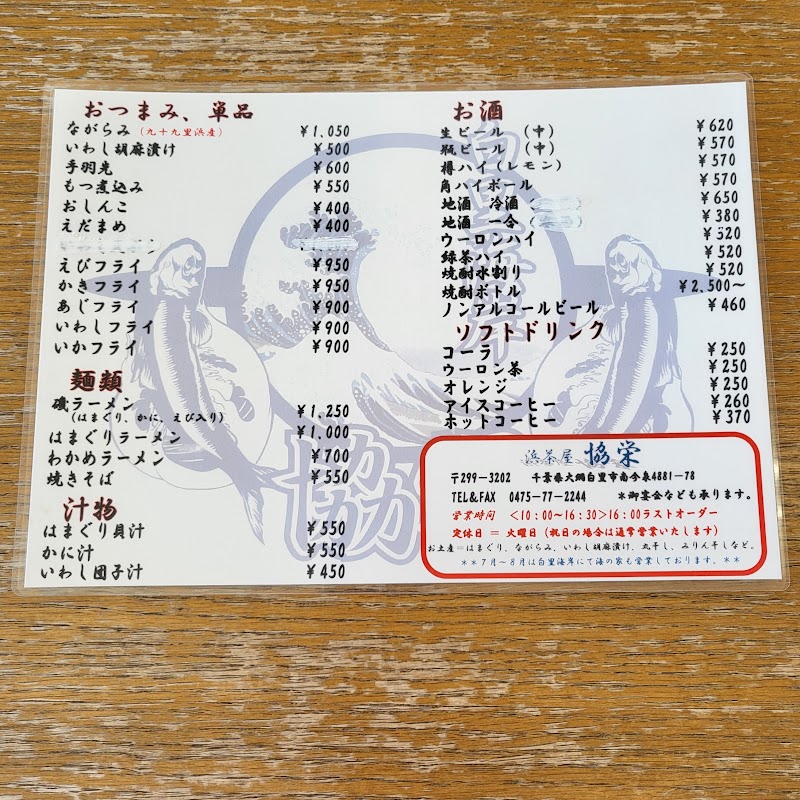 おつまみ、単品
ながらみ(九十九里浜産) ¥1,050
いわし胡麻漬け ¥500
手羽先 ¥600
もつ煮込み ¥550
おしんこ ¥400
えだまめ ¥400
えびフライ ¥950
かきフライ ¥950
あじフライ ¥900
いわしフライ ¥900
いかフライ ¥900
麺類
磯ラーメン ¥1,250
(はまぐり、かに、えび入り)
はまぐりラーメン ¥1,000
わかめラーメン ¥700
焼きそば ¥550
汁物
はまぐり貝汁 ¥550
かに汁 ¥550
いわし団子汁 ¥450
お酒
生ビール (中) ¥620
瓶ビール (中) ¥570
樽ハイ(レモン) ¥570
角ハイボール ¥570
地酒 冷酒( ¥650
地酒 一合( ¥380
ウーロンハイ ¥520
緑茶ハイ ¥520
焼酎水割り ¥520
焼酎ボトル ¥2,500～
ノンアルコールビール ¥460
ソフトドリンク
コーラ ¥250
ウーロン茶 ¥250
オレンジ ¥250
アイスコーヒー ¥260
ホットコーヒー ¥370
浜茶屋 協栄
〒299-3202 千葉県大網白里市南今泉4881-78
TEL&FAX 0475-77-2244 *御宴会なども承ります。
営業時間 <10:00～16:30>16:00ラストオーダー
定休日 = 火曜日(祝日の場合は通常営業いたします)
お土産=はまぐり、ながらみ、いわし胡麻漬け、丸干し、みりん干しなど。
**7月～8月は白里海岸にて海の家も営業しております。**
協